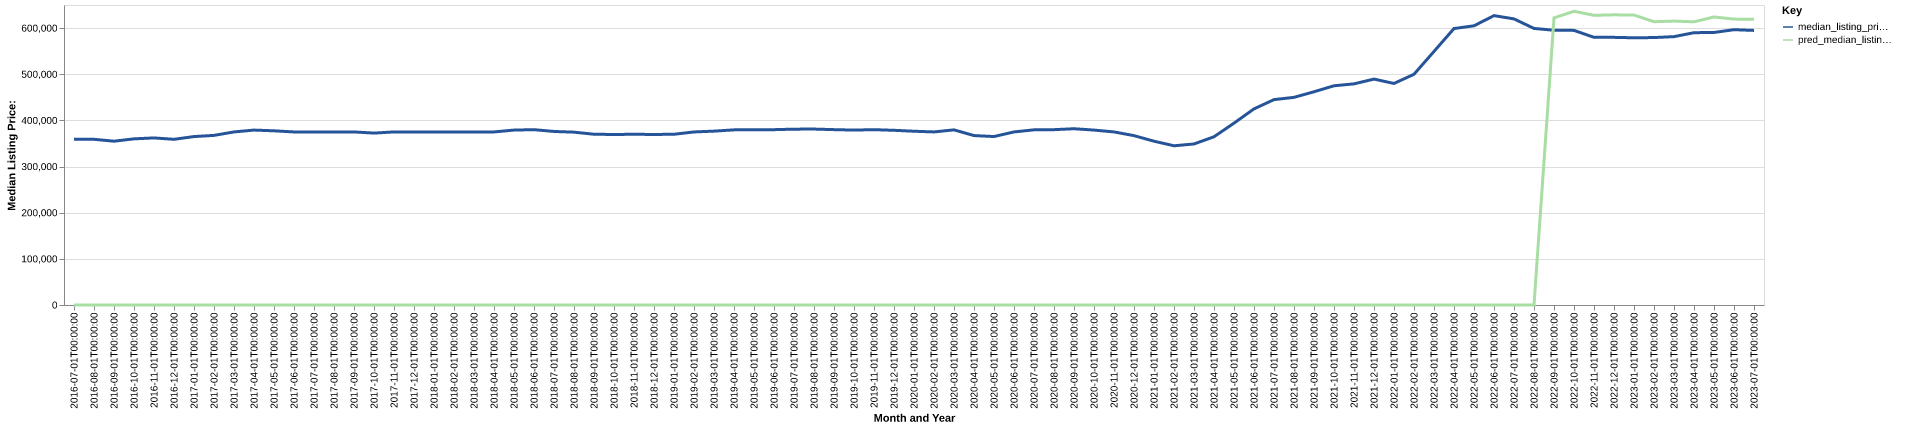 Key
median_listing_pri...
pred_median_listin...
Median Listing Price:
600,000
500,000
400,000
300,000
200,000
100,000
0
2016-07-01T00:00:00
2016-08-01T00:00:00
2016-09-01T00:00:00
2016-10-01T00:00:00
2016-11-01T00:00:00
2016-12-01T00:00:00
2017-01-01T00:00:00
2017-02-01T00:00:00
2017-03-01T00:00:00
2017-04-01T00:00:00
2017-05-01T00:00:00
2017-06-01T00:00:00
2017-07-01T00:00:00
2017-08-01T00:00:00
2017-09-01T00:00:00
2017-10-01T00:00:00
2017-11-01T00:00:00
2017-12-01T00:00:00
2018-01-01T00:00:00
2018-02-01T00:00:00
2018-03-01T00:00:00
2018-04-01T00:00:00
2018-05-01T00:00:00
2018-06-01T00:00:00
2018-07-01T00:00:00
2018-08-01T00:00:00
2018-09-01T00:00:00
2018-10-01T00:00:00
2018-11-01T00:00:00
2018-12-01T00:00:00
2019-01-01T00:00:00
2019-02-01T00:00:00
2019-03-01T00:00:00
2019-04-01T00:00:00
2019-05-01T00:00:00
2019-06-01T00:00:00
2019-07-01T00:00:00
2019-08-01T00:00:00
2019-09-01T00:00:00
2019-10-01T00:00:00
2019-11-01T00:00:00
2019-12-01T00:00:00
2020-01-01T00:00:00
2020-02-01T00:00:00
2020-03-01T00:00:00
2020-04-01T00:00:00
2020-05-01T00:00:00
2020-06-01T00:00:00
2020-07-01T00:00:00
2020-08-01T00:00:00
2020-09-01T00:00:00
2020-10-01T00:00:00
2020-11-01T00:00:00
2020-12-01T00:00:00
2021-01-01T00:00:00
2021-02-01T00:00:00
2021-03-01T00:00:00
2021-04-01T00:00:00
2021-05-01T00:00:00
2021-06-01T00:00:00
2021-07-01T00:00:00
2021-08-01T00:00:00
2021-09-01T00:00:00
2021-10-01T00:00:00
2021-11-01T00:00:00
2021-12-01T00:00:00
2022-01-01T00:00:00
2022-02-01T00:00:00
2022-03-01T00:00:00
2022-04-01T00:00:00
2022-05-01T00:00:00
2022-06-01T00:00:00
2022-07-01T00:00:00
2022-08-01T00:00:00
2022-09-01T00:00:00
2022-10-01T00:00:00
2022-11-01T00:00:00
2022-12-01T00:00:00
2023-01-01T00:00:00
2023-02-01T00:00:00
2023-03-01T00:00:00
2023-04-01T00:00:00
2023-05-01T00:00:00
2023-06-01T00:00:00
2023-07-01T00:00:00
Month and Year